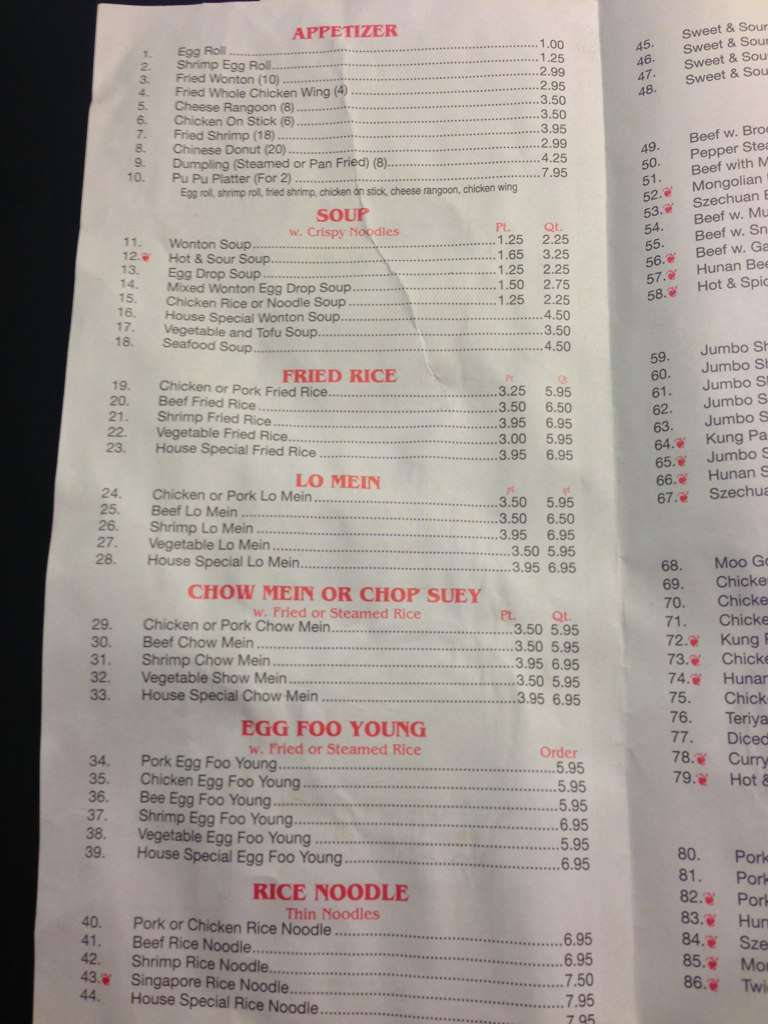 APPETIZER
1. Egg Roll 1.00
2. Shrimp Egg Roll 1.25
3. Fried Wonton (10) 2.99
4. Fried Whole Chicken Wing (4) 2.95
5. Cheese Rangoon (8) 3.50
6. Chicken On Stick (6) 3.50
7. Fried Shrimp (18) 3.95
8. Chinese Donut (20) 2.99
9. Dumpling (Steamed or Pan Fried) (8) 4.25
10. Pu Pu Platter (For 2) 7.95
Egg roll, shrimp roll, fried shrimp, chicken on stick, cheese rangoon, chicken wing
SOUP
w. Crispy Noodles Pt. Qt.
11. Wonton Soup 1.25 2.25
12. Hot & Sour Soup 1.65 3.25
13. Egg Drop Soup 1.25 2.25
14. Mixed Wonton Egg Drop Soup 1.50 2.75
15. Chicken Rice or Noodle Soup 1.25 2.25
16. House Special Wonton Soup 4.50
17. Vegetable and Tofu Soup 3.50
18. Seafood Soup 4.50
FRIED RICE Pt Qt
19. Chicken or Pork Fried Rice 3.25 5.95
20. Beef Fried Rice 3.50 6.50
21. Shrimp Fried Rice 3.95 6.95
22. Vegetable Fried Rice 3.00 5.95
23. House Special Fried Rice 3.95 6.95
LO MEIN pt qt
24. Chicken or Pork Lo Mein 3.50 5.95
25. Beef Lo Mein 3.50 6.50
26. Shrimp Lo Mein 3.95 6.95
27. Vegetable Lo Mein 3.50 5.95
28. House Special Lo Mein 3.95 6.95
CHOW MEIN OR CHOP SUEY
w. Fried or Steamed Rice Pt. Qt.
29. Chicken or Pork Chow Mein 3.50 5.95
30. Beef Chow Mein 3.50 5.95
31. Shrimp Chow Mein 3.95 6.95
32. Vegetable Show Mein 3.50 5.95
33. House Special Chow Mein 3.95 6.95
EGG FOO YOUNG
w. Fried or Steamed Rice Order
34. Pork Egg Foo Young 5.95
35. Chicken Egg Foo Young 5.95
36. Bee Egg Foo Young 5.95
37. Shrimp Egg Foo Young 6.95
38. Vegetable Egg Foo Young 5.95
39. House Special Egg Foo Young 6.95
RICE NOODLE
Thin Noodles
40. Pork or Chicken Rice Noodle 6.95
41. Beef Rice Noodle 6.95
42. Shrimp Rice Noodle 7.50
43. Singapore Rice Noodle 7.95
44. House Special Rice Noodle 7.95
45. Sweet & Sour
46. Sweet & Sour
47. Sweet & Sou
48. Sweet & Sou
49. Beef w. Bro
50. Pepper Stea
51. Beef with M
52. Mongolian
53. Szechuan
54. Beef w. Mu
55. Beef w. Sn
56. Beef w. Ga
57. Hunan Bee
58. Hot & Spic
59. Jumbo Sh
60. Jumbo Sh
61. Jumbo Sh
62. Jumbo S
63. Jumbo S
64. Kung Pa
65. Jumbo S
66. Hunan S
67. Szechua
68. Moo Go
69. Chicke
70. Chicke
71. Chicke
72. Kung
73. Chick
74. Hunan
75. Chick
76. Teriya
77. Diced
78. Curry
79. Hot &
80. Pork
81. Pork
82. Pork
83. Hun
84. Sze
85. Mo
86. Twi